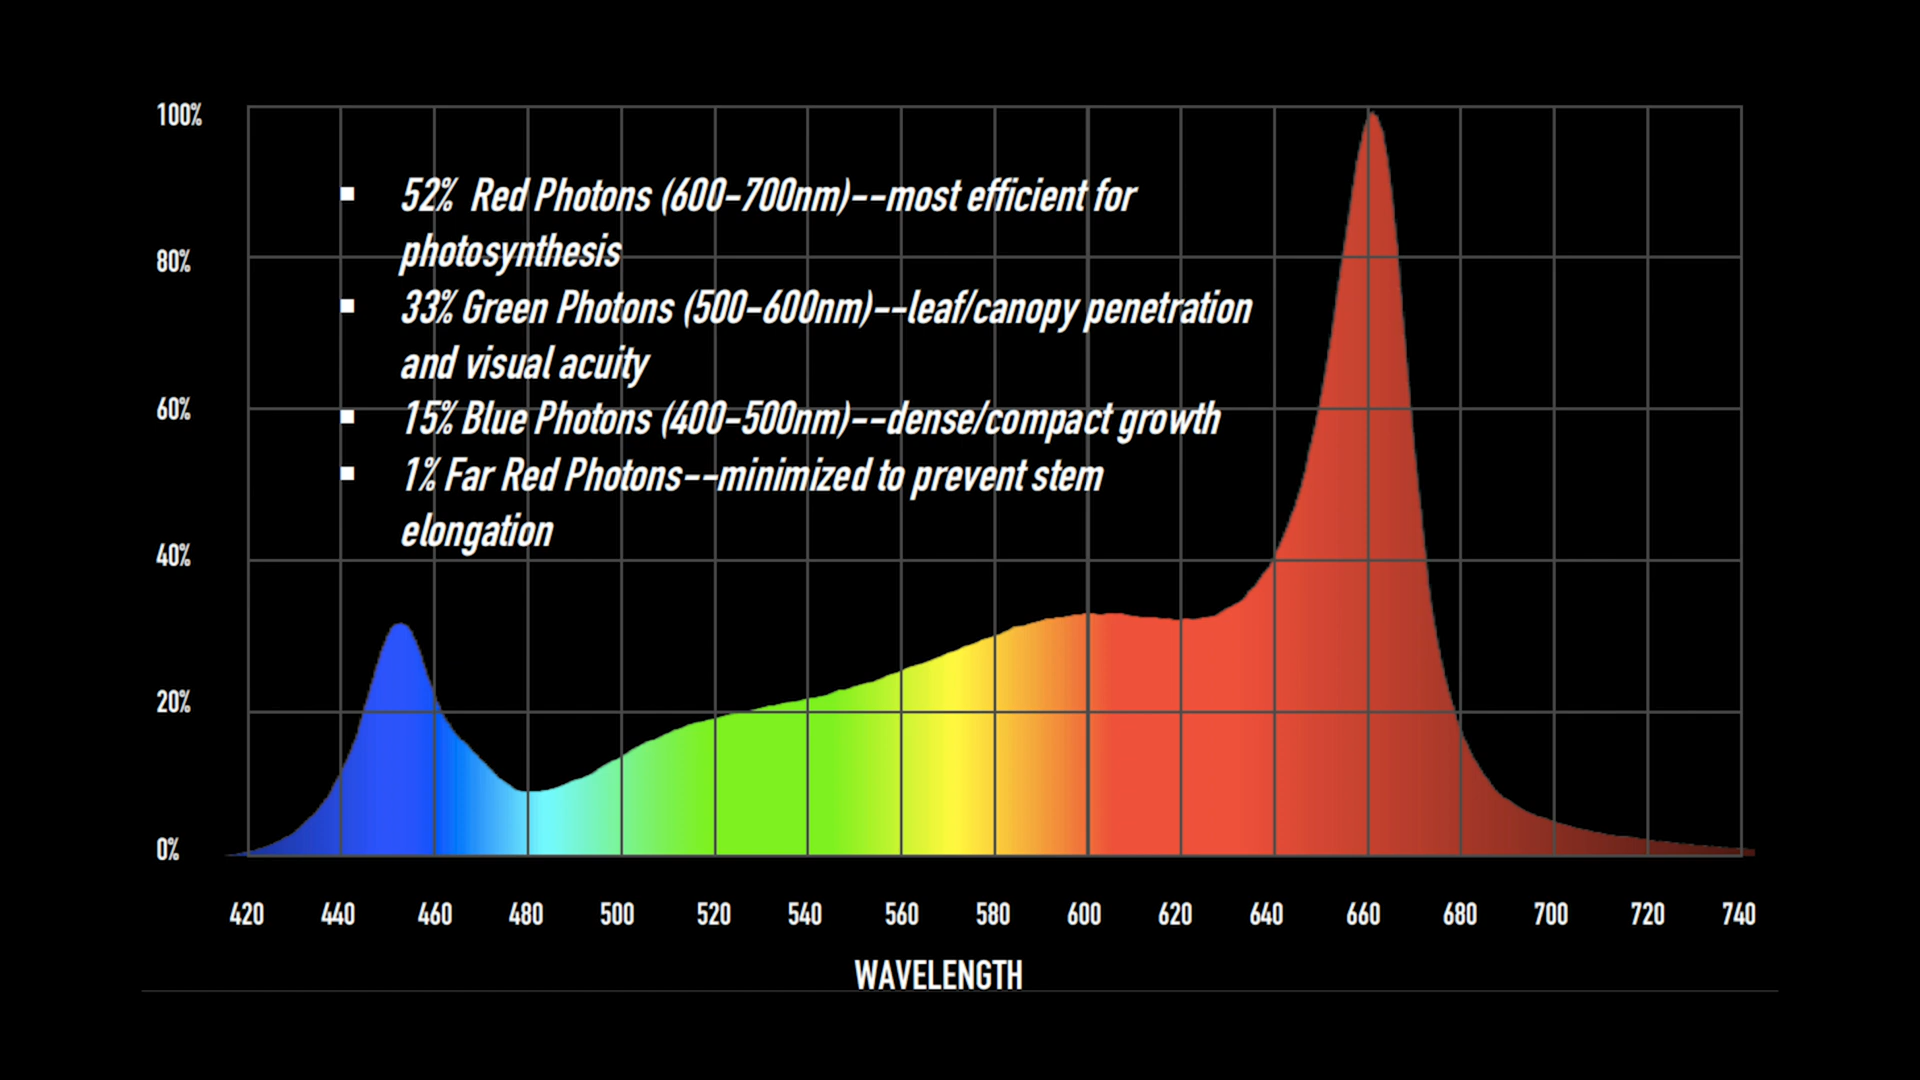 100%
▪ 52% Red Photons (600-700nm)--most efficient for
photosynthesis
80%
▪ 33% Green Photons (500-600nm)--leaf/canopy penetration
and visual acuity
60%
▪ 15% Blue Photons (400-500nm)--dense/compact growth
▪ 1% Far Red Photons--minimized to prevent stem
elongation
40%
20%
0%
420 440 460 480 500 520 540 560 580 600 620 640 660 680 700 720 740
WAVELENGTH